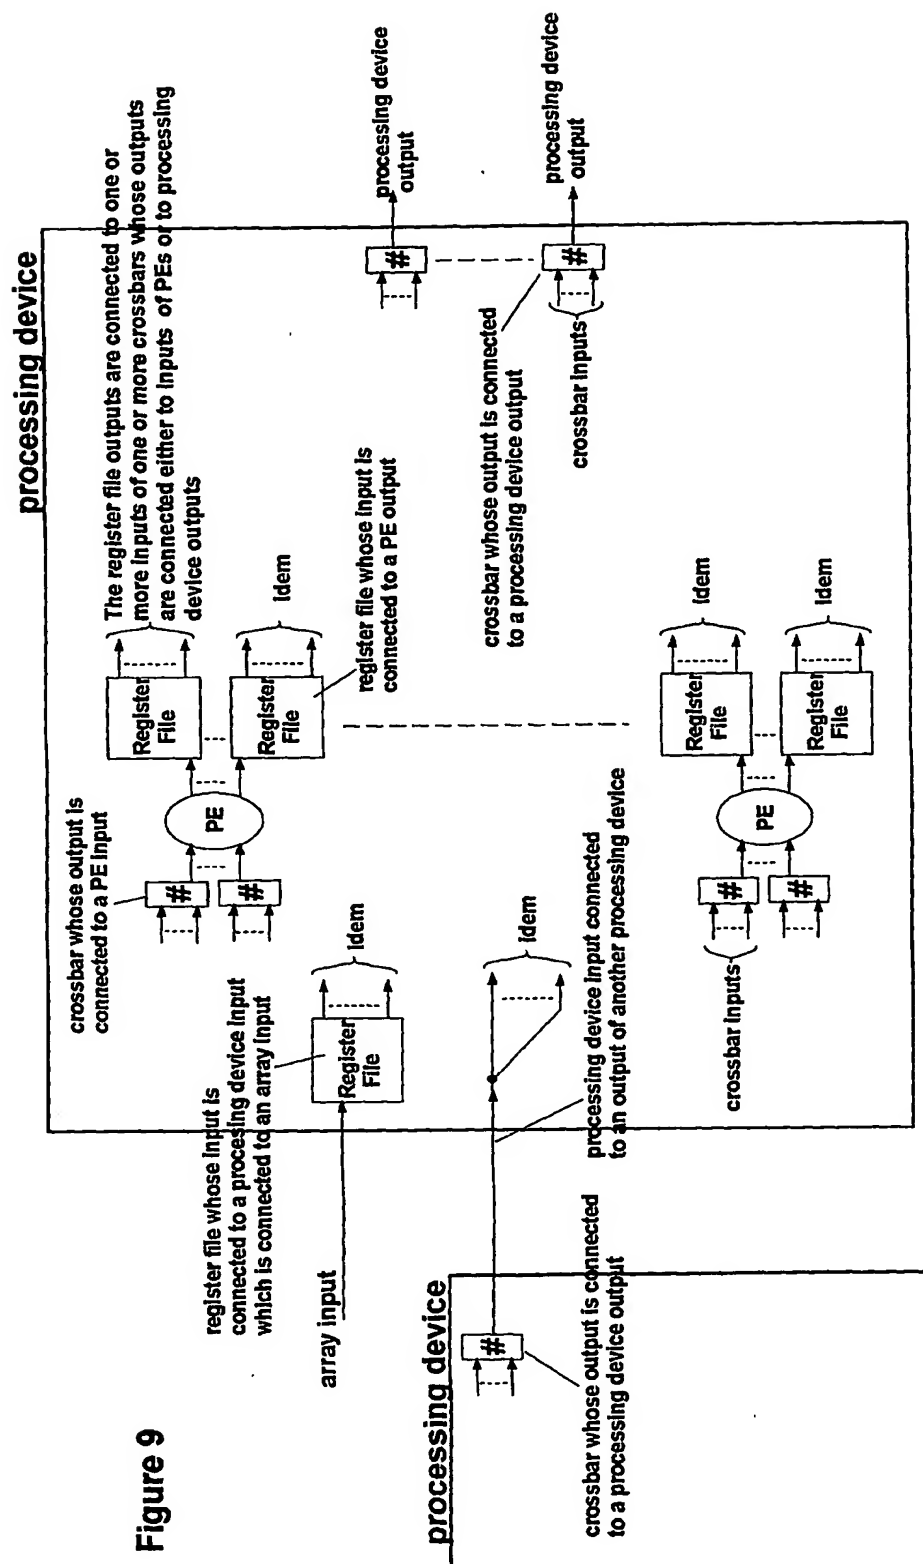 Figure 9
processing device
The register file outputs are connected to one or
more inputs of one or more crossbars whose outputs
are connected either to inputs of PEs or to processing
device outputs
crossbar whose output is
connected to a PE input
#
#
PE
Register
File
Register
File
idem
register file whose input is
connected to a PE output
processing device
output
#
register file whose input is
connected to a procesing device input
which is connected to an array input
array input
Register
File
idem
crossbar whose output is connected
to a processing device output
#
processing device
output
crossbar inputs
processing device
#
crossbar whose output is connected
to a processing device output
idem
processing device input connected
to an output of another processing device
crossbar inputs
#
#
PE
Register
File
Register
File
idem
idem